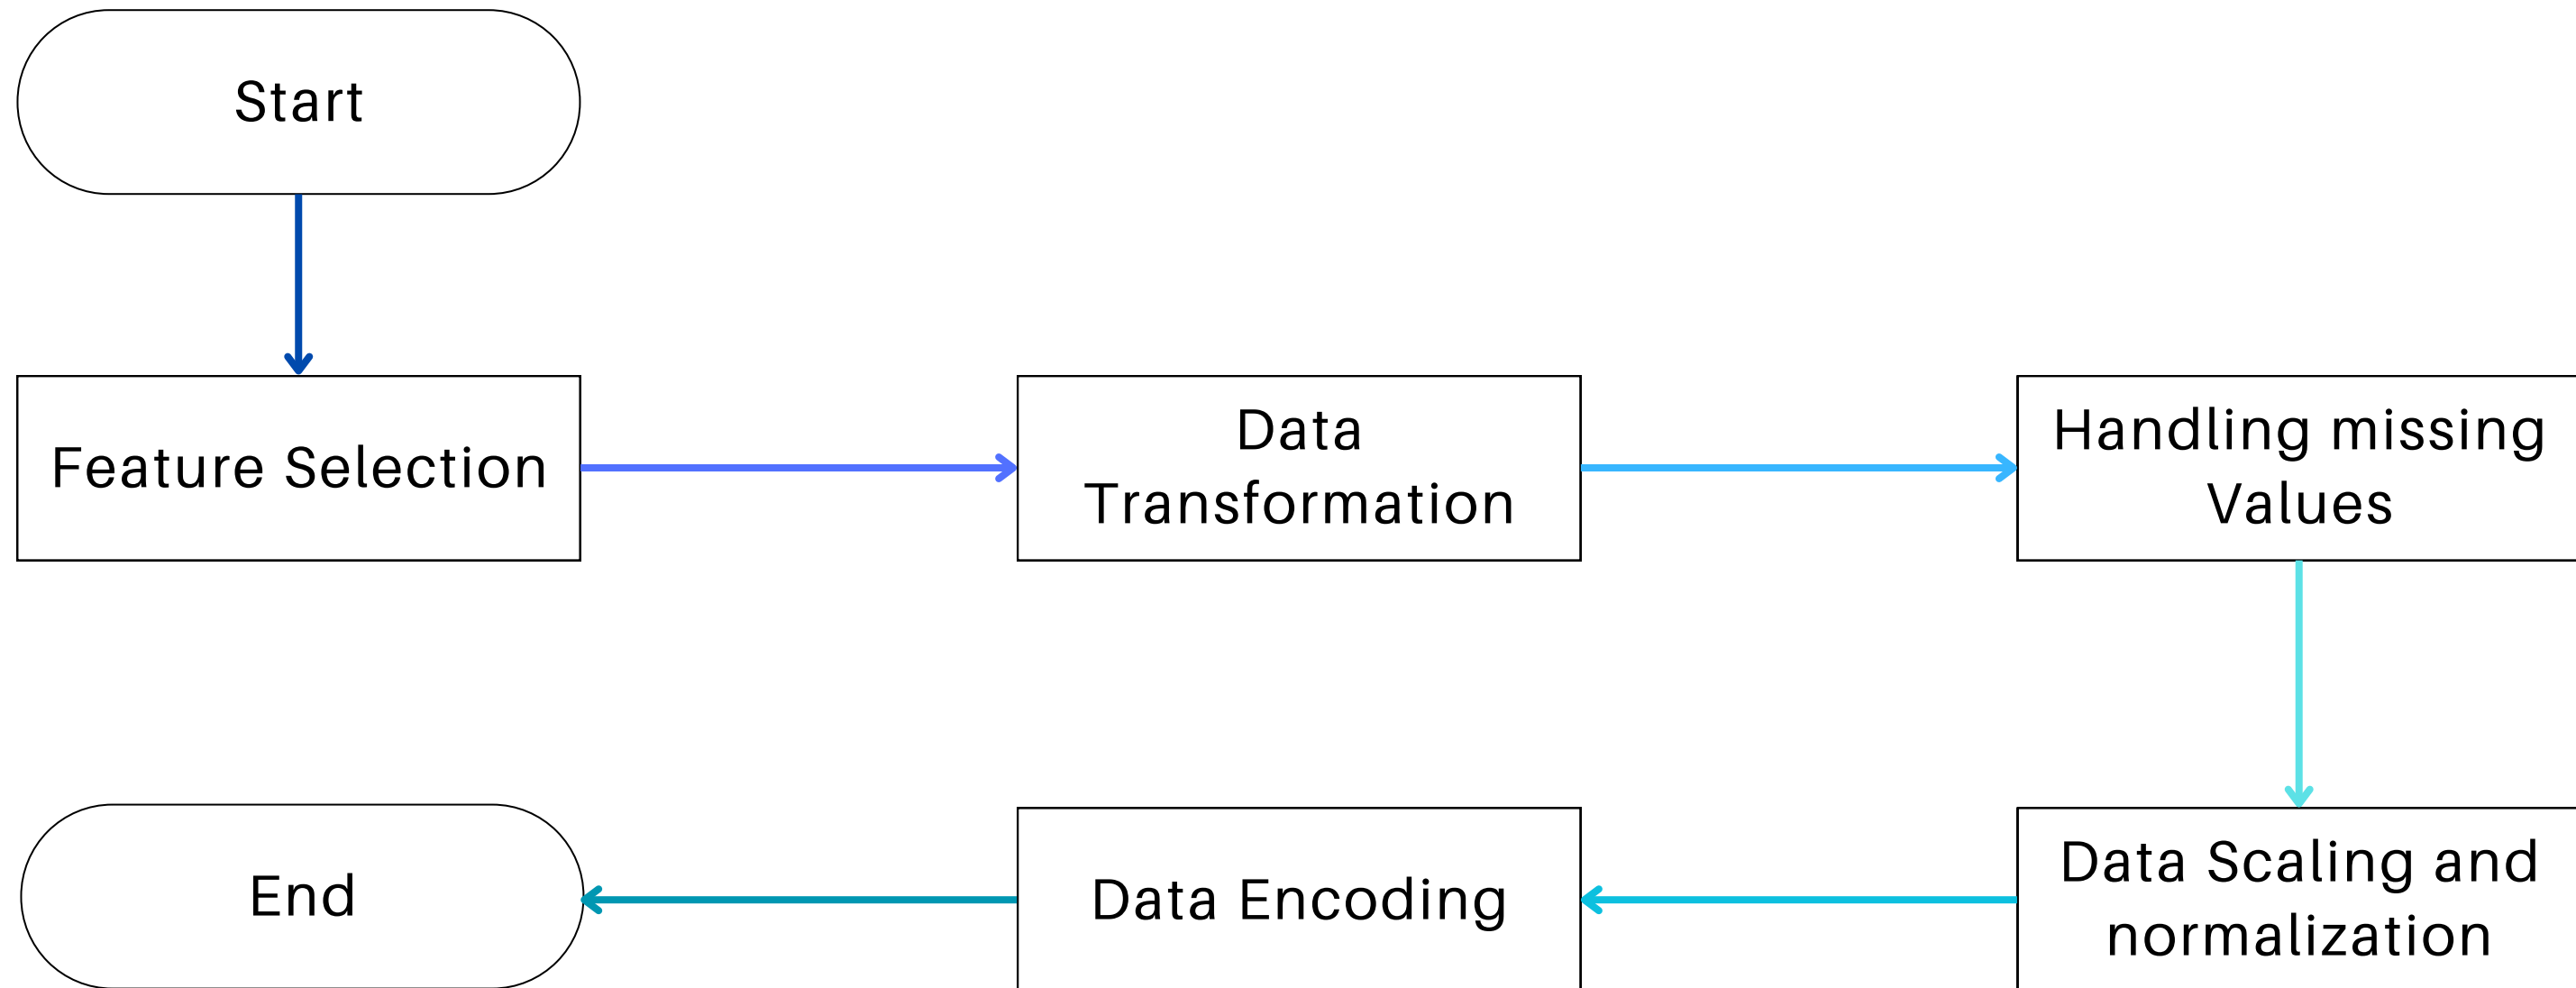 Start
Feature Selection
Data
Transformation
Handling missing
Values
Data Scaling and
normalization
Data Encoding
End